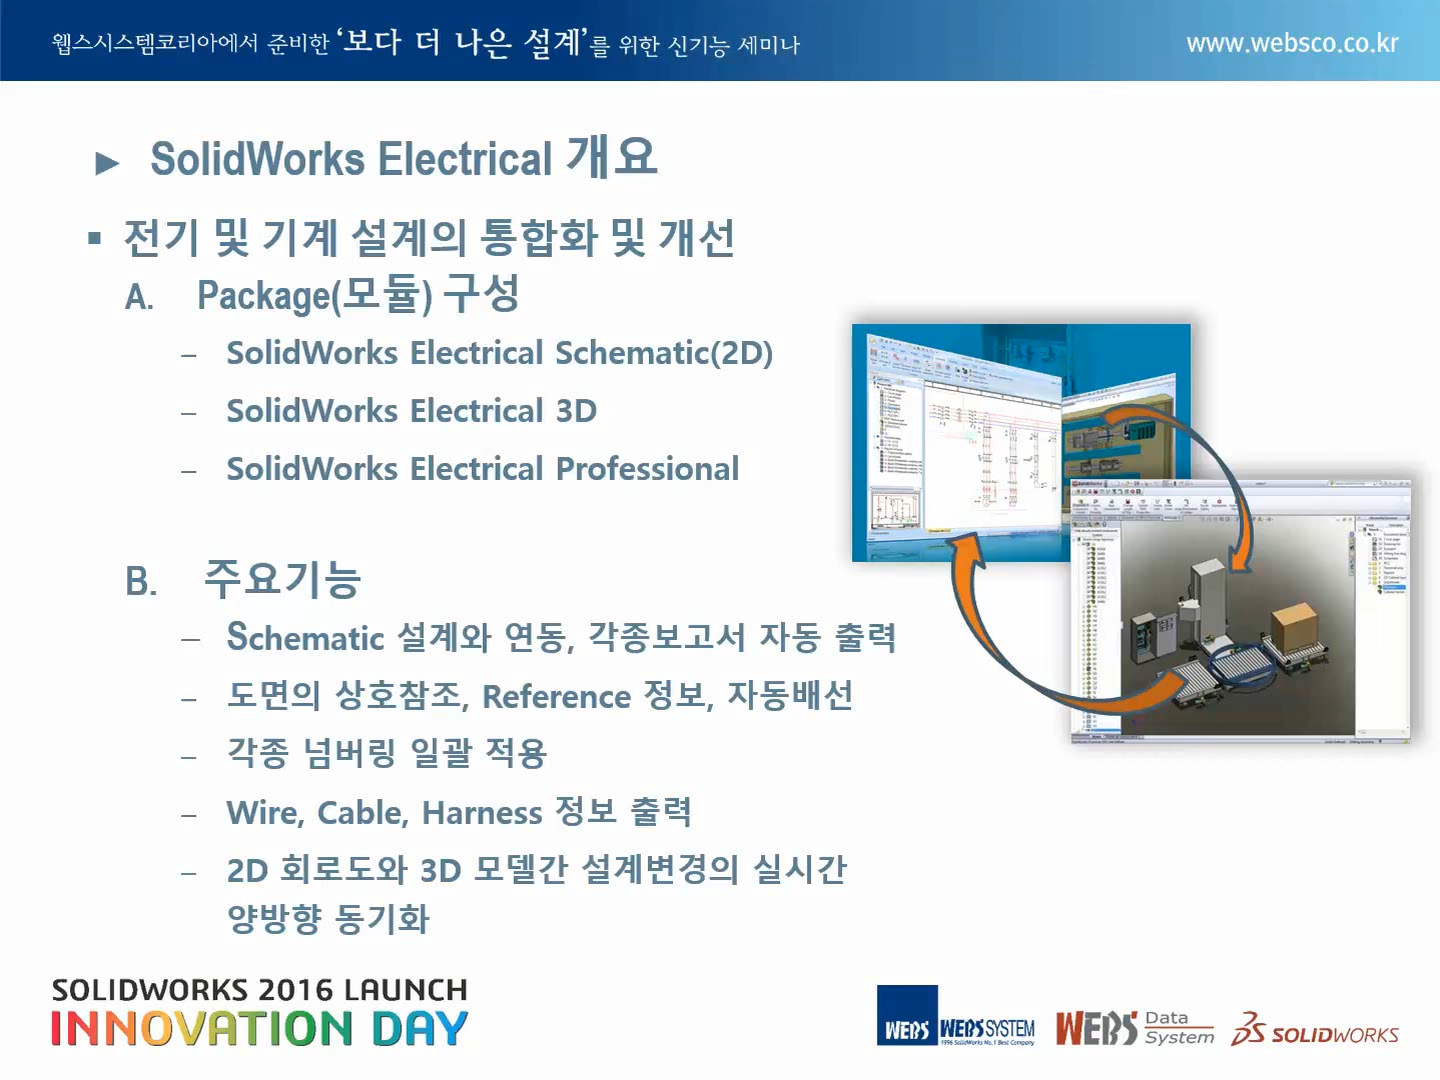 웹스시스템코리아에서 준비한 '보다 더 나은 설계'를 위한 신기능 세미나
www.websco.co.kr
► SolidWorks Electrical 개요
▪ 전기 및 기계 설계의 통합화 및 개선
A. Package(모듈) 구성
– SolidWorks Electrical Schematic(2D)
– SolidWorks Electrical 3D
– SolidWorks Electrical Professional
B. 주요기능
– Schematic 설계와 연동, 각종보고서 자동 출력
– 도면의 상호참조, Reference 정보, 자동배선
– 각종 넘버링 일괄 적용
– Wire, Cable, Harness 정보 출력
– 2D 회로도와 3D 모델간 설계변경의 실시간
양방향 동기화
SOLIDWORKS 2016 LAUNCH
INNOVATION DAY
WEBS
WEBS SYSTEM
1996 SolidWorks No.1 Best Company
WEBS Data
System
SOLIDWORKS